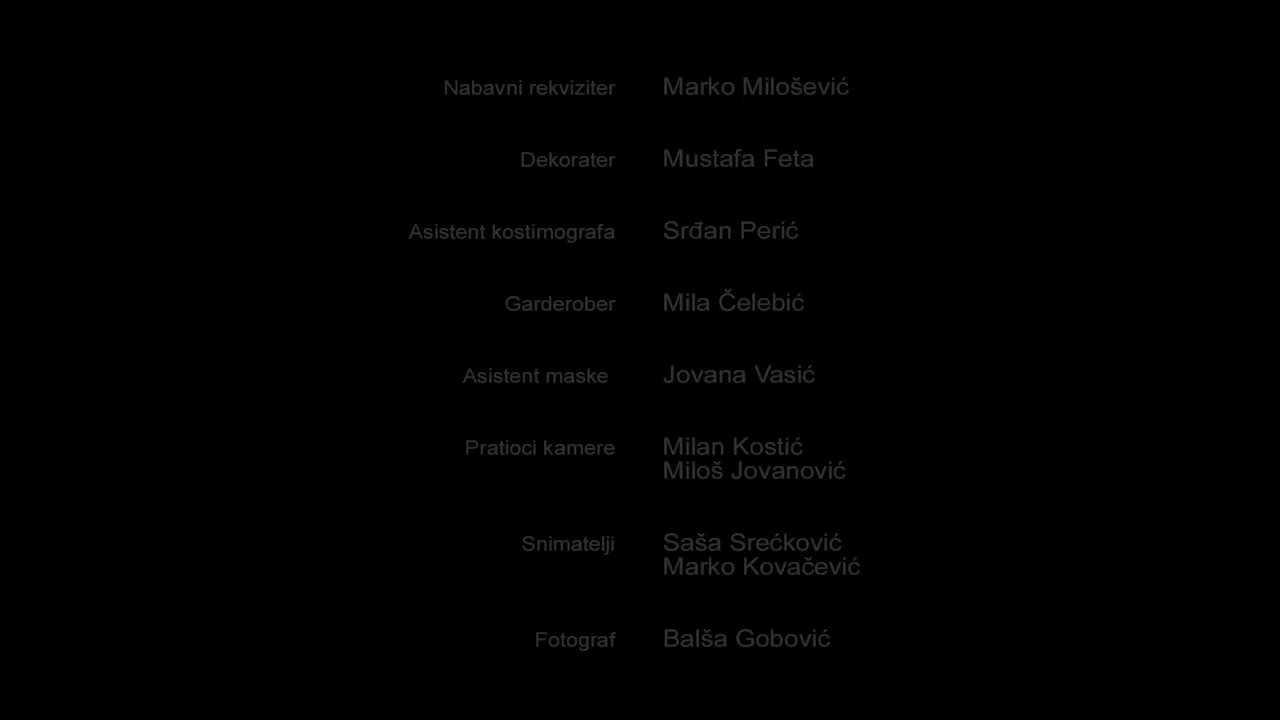 Nabavni rekviziter Marko Milošević
Dekorater Mustafa Feta
Asistent kostimografa Srđan Perić
Garderober Mila Čelebić
Asistent maske Jovana Vasić
Pratioci kamere Milan Kostić
Miloš Jovanović
Snimatelji Saša Srećković
Marko Kovačević
Fotograf Balša Gobović